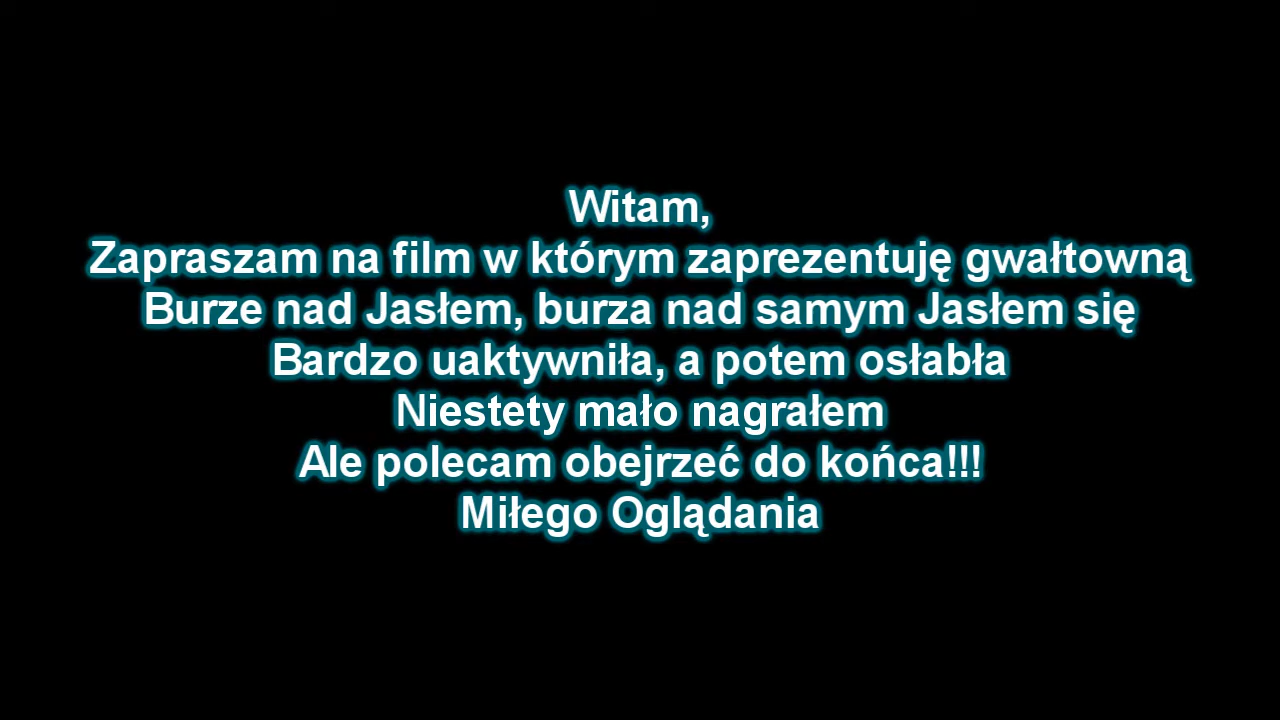 Witam,
Zapraszam na film w którym zaprezentuję gwałtowną
Burze nad Jasłem, burza nad samym Jasłem się
Bardzo uaktywniła, a potem osłabła
Niestety mało nagrałem
Ale polecam obejrzeć do końca!!!
Miłego Oglądania